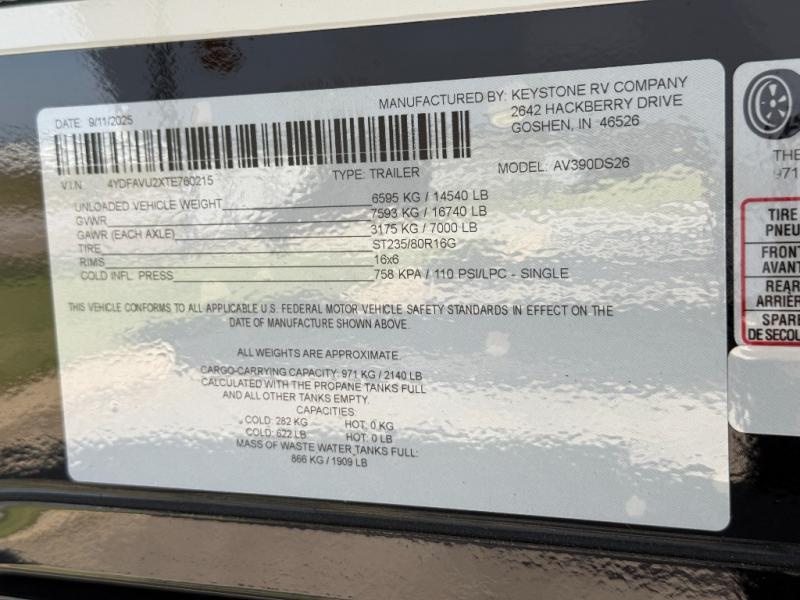 MANUFACTURED BY: KEYSTONE RV COMPANY
2642 HACKBERRY DRIVE
GOSHEN, IN 46526
DATE: 9/11/2025
V.I.N. 4YDFAVU2XTE760215 TYPE: TRAILER MODEL: AV390DS26
UNLOADED VEHICLE WEIGHT 6595 KG / 14540 LB
GVWR 7593 KG / 16740 LB
GAWR (EACH AXLE) 3175 KG / 7000 LB
TIRE ST235/80R16G
RIMS 16x6
COLD INFL. PRESS 758 KPA / 110 PSI/LPC - SINGLE
THIS VEHICLE CONFORMS TO ALL APPLICABLE U.S. FEDERAL MOTOR VEHICLE SAFETY STANDARDS IN EFFECT ON THE
DATE OF MANUFACTURE SHOWN ABOVE.
ALL WEIGHTS ARE APPROXIMATE.
CARGO-CARRYING CAPACITY: 971 KG / 2140 LB
CALCULATED WITH THE PROPANE TANKS FULL
AND ALL OTHER TANKS EMPTY.
CAPACITIES:
COLD: 282 KG HOT: 0 KG
COLD: 622 LB HOT: 0 LB
MASS OF WASTE WATER TANKS FULL:
866 KG / 1909 LB
THE
971
TIRE
PNEU
FRONT
AVANT
REAR
ARRIÈR
SPARE
DE SECOU